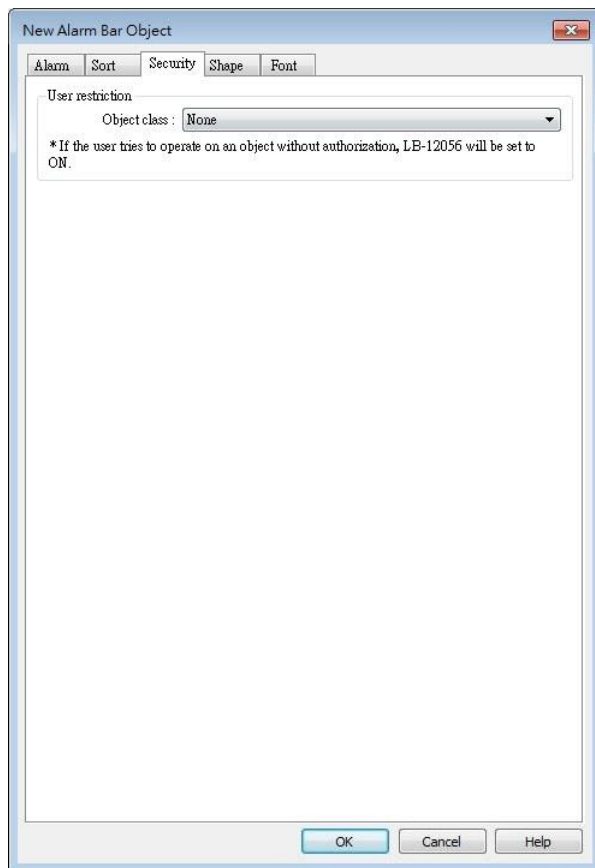 New Alarm Bar Object
Alarm Sort Security Shape Font
User restriction
Object class : None
* If the user tries to operate on an object without authorization, LB-12056 will be set to
ON.
OK Cancel Help